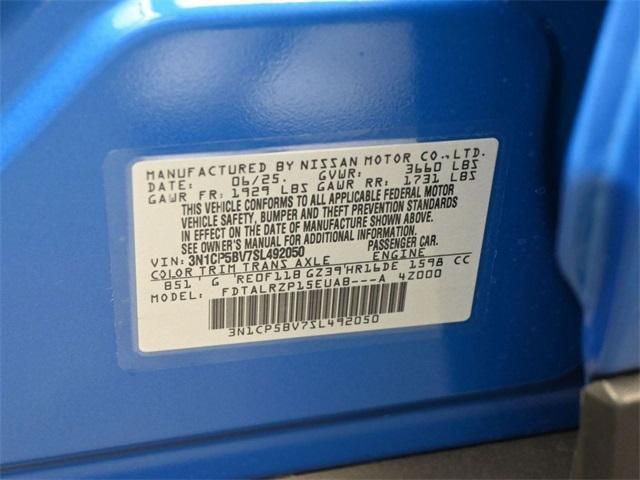 MANUFACTURED BY NISSAN MOTOR CO., LTD.
DATE: 06/25. GVWR: 3660 LBS
GAWR FR: 1929 LBS GAWR RR: 1731 LBS
THIS VEHICLE CONFORMS TO ALL APPLICABLE FEDERAL MOTOR
VEHICLE SAFETY, BUMPER AND THEFT PREVENTION STANDARDS
IN EFFECT ON THE DATE OF MANUFACTURE SHOWN ABOVE.
SEE OWNER'S MANUAL FOR ADDITIONAL INFORMATION.
VIN: 3N1CP5BV7SL492050 PASSENGER CAR.
COLOR TRIM TRANS AXLE ENGINE
B51 G RE0F11B GZ39 HR16DE 1598 CC
MODEL: FDTALRZP15EUAB---A 4Z000
3N1CP5BV7SL492050